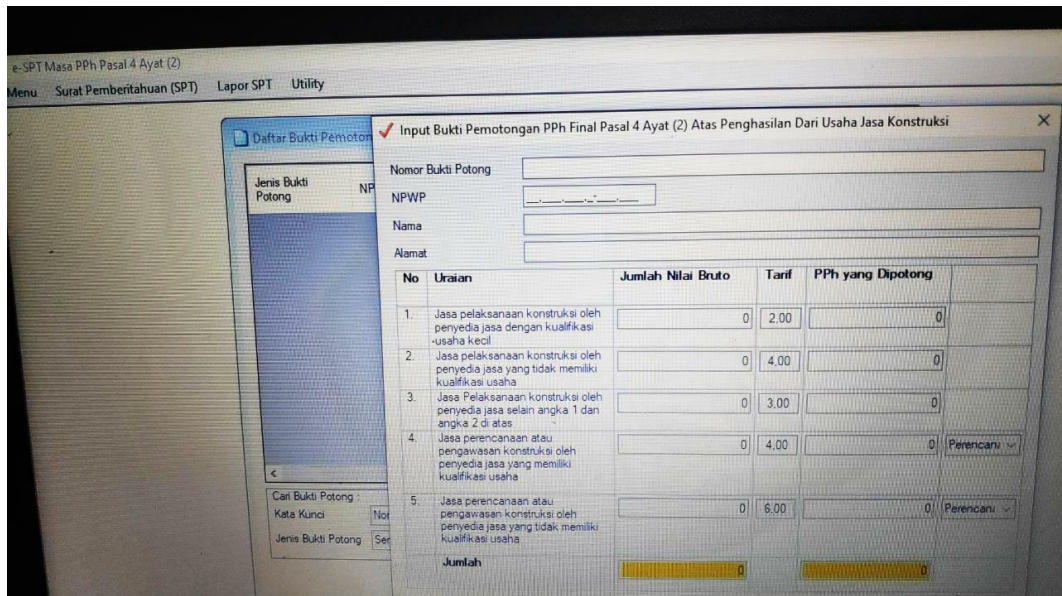 e-SPT Masa PPh Pasal 4 Ayat (2)
Menu Surat Pemberitahuan (SPT) Lapor SPT Utility
Daftar Bukti Pemoton
Input Bukti Pemotongan PPh Final Pasal 4 Ayat (2) Atas Penghasilan Dari Usaha Jasa Konstruksi
Jenis Bukti
Potong
NP
Nomor Bukti Potong
NPWP
Nama
Alamat
No Uraian Jumlah Nilai Bruto Tarif PPh yang Dipotong
1. Jasa pelaksanaan konstruksi oleh
penyedia jasa dengan kualifikasi
-usaha kecil
0 2,00 0
2. Jasa pelaksanaan konstruksi oleh
penyedia jasa yang tidak memiliki
kualifikasi usaha
0 4,00 0
3. Jasa Pelaksanaan konstruksi oleh
penyedia jasa selain angka 1 dan
angka 2 di atas
0 3,00 0
4. Jasa perencanaan atau
pengawasan konstruksi oleh
penyedia jasa yang memiliki
kualifikasi usaha
0 4,00 0 Perencana
5. Jasa perencanaan atau
pengawasan konstruksi oleh
penyedia jasa yang tidak memiliki
kualifikasi usaha
0 6,00 0 Perencana
Jumlah 0 0
Cari Bukti Potong :
Kata Kunci Nor
Jenis Bukti Potong Ser